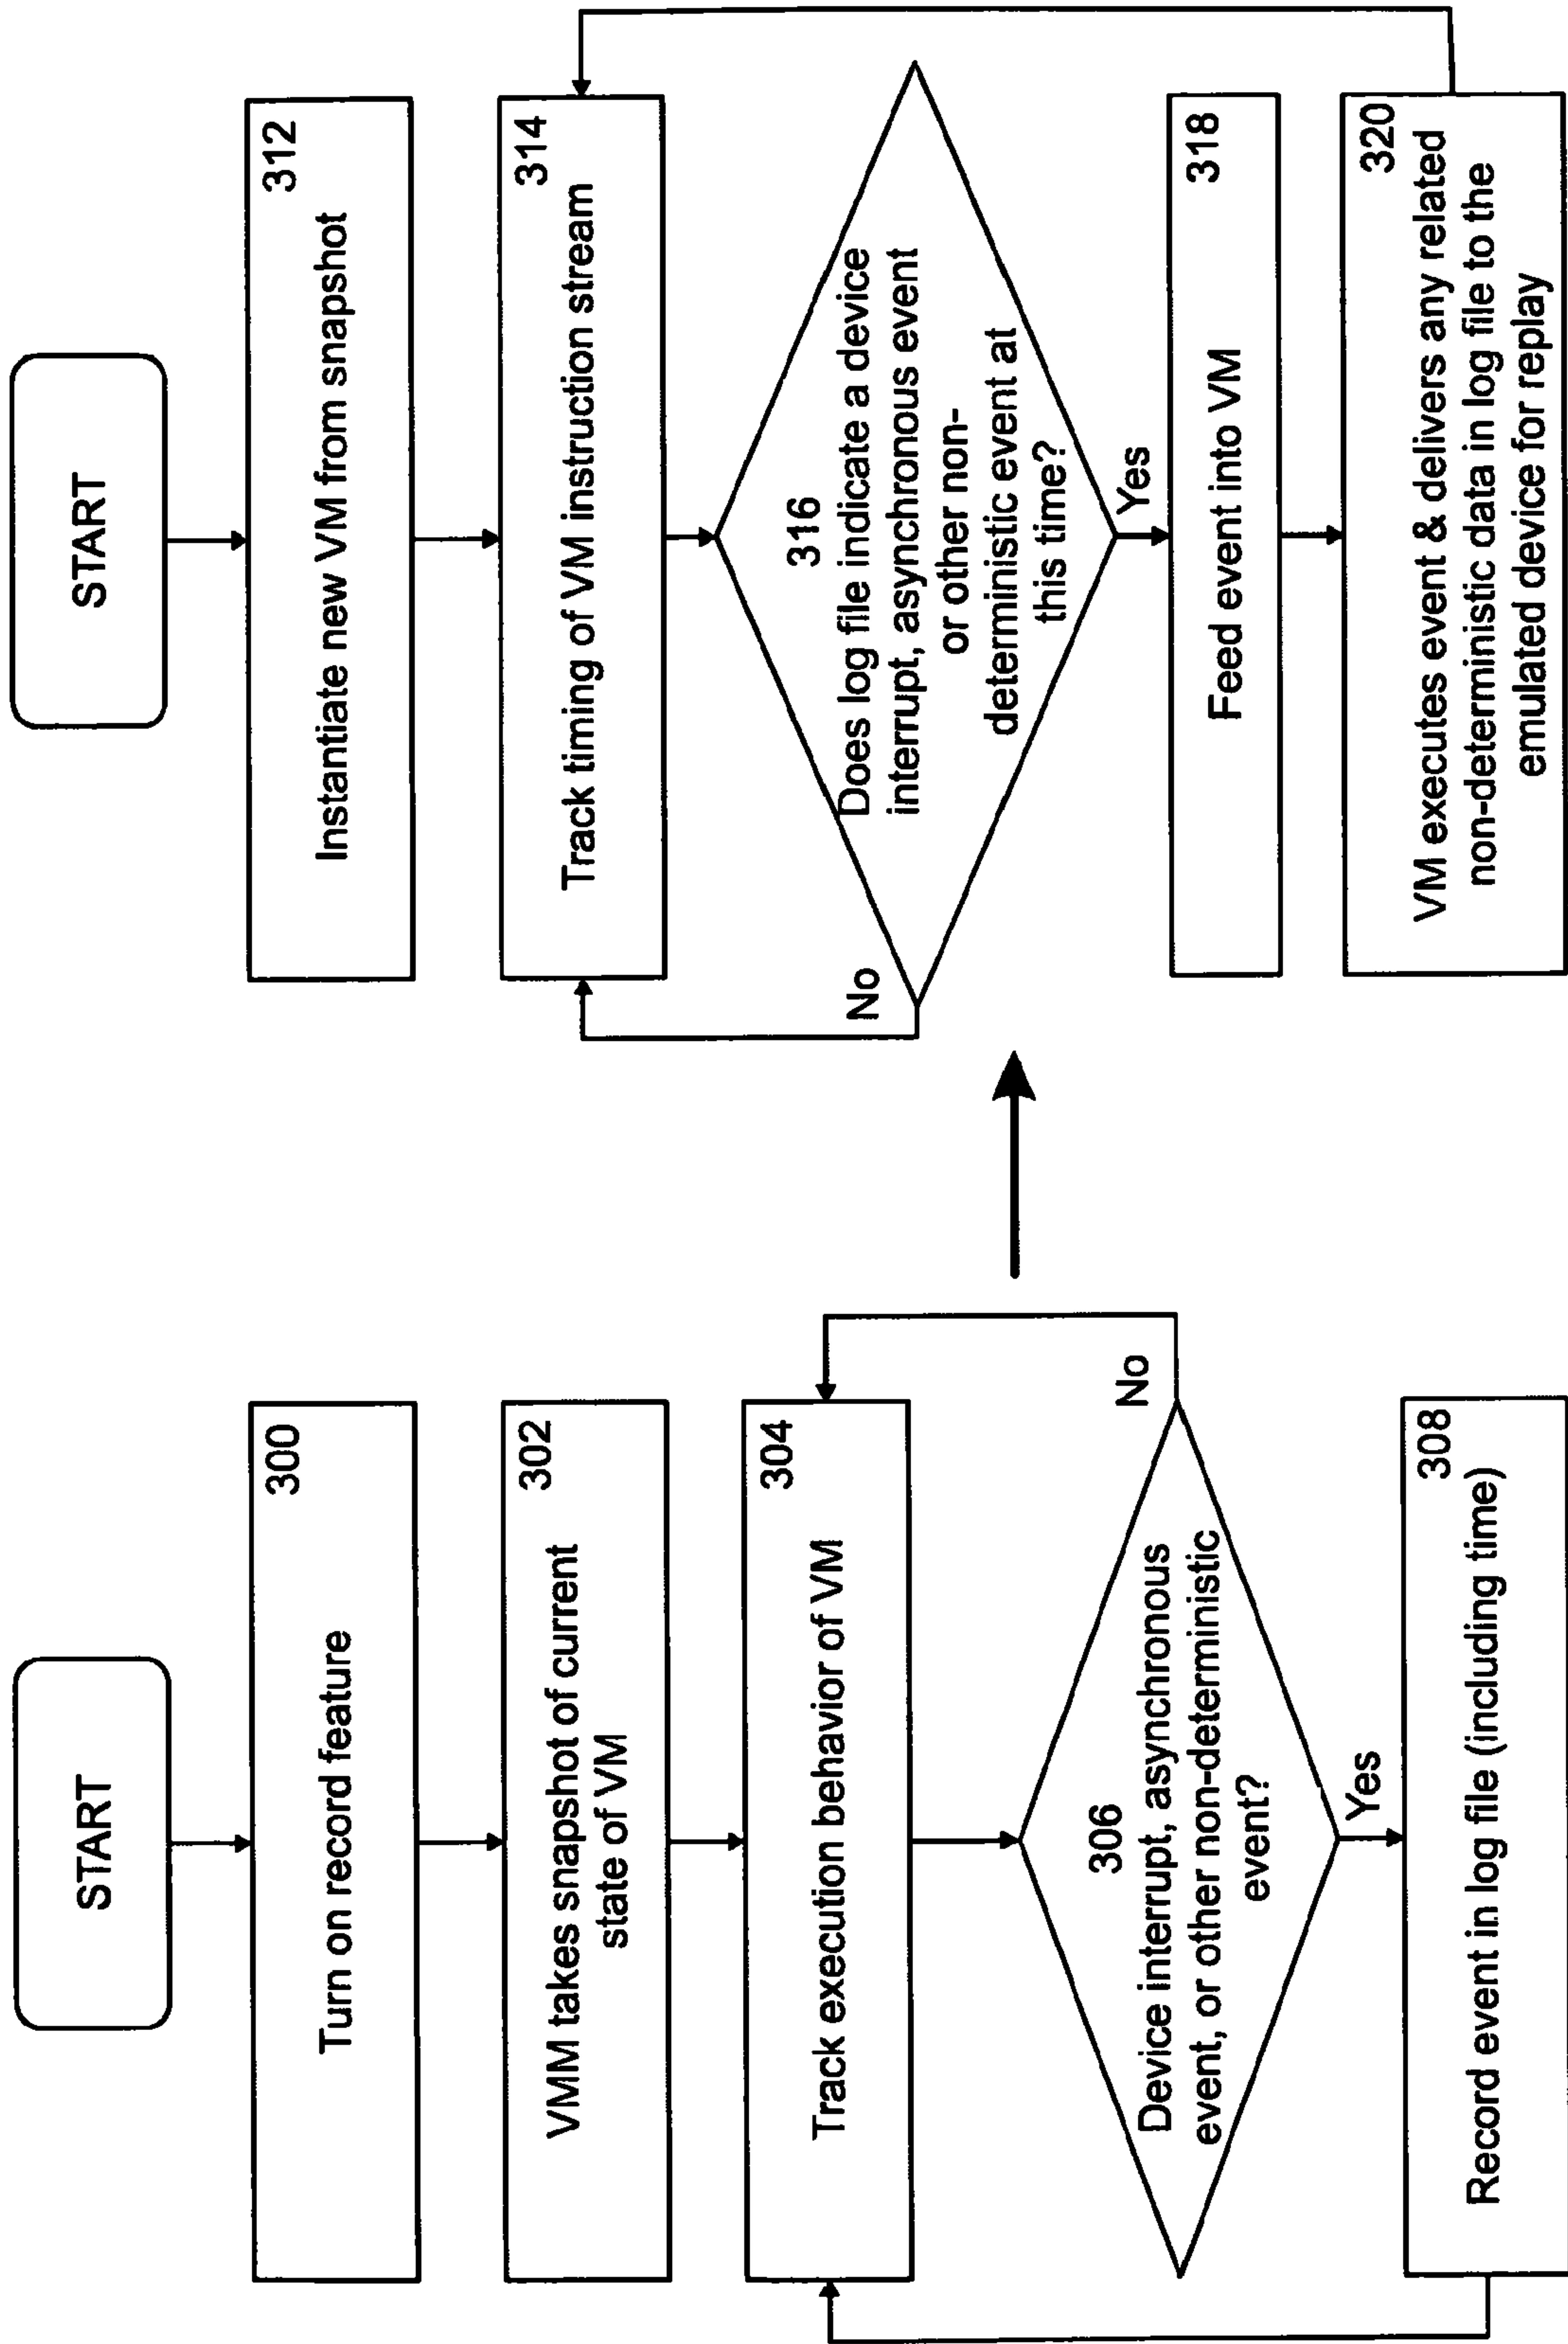 START
300
Turn on record feature
302
VMM takes snapshot of current
state of VM
304
Track execution behavior of VM
306
Device interrupt, asynchronous
event, or other non-deterministic
event?
No
Yes
308
Record event in log file (including time)
START
312
Instantiate new VM from snapshot
314
Track timing of VM instruction stream
316
Does log file indicate a device
interrupt, asynchronous event
or other non-
deterministic event at
this time?
No
Yes
318
Feed event into VM
320
VM executes event & delivers any related
non-deterministic data in log file to the
emulated device for replay